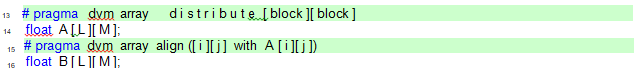 13 # pragma dvm array distribute [block][block]
14 float A[L][M];
15 # pragma dvm array align ([i][j] with A[i][j])
16 float B[L][M];